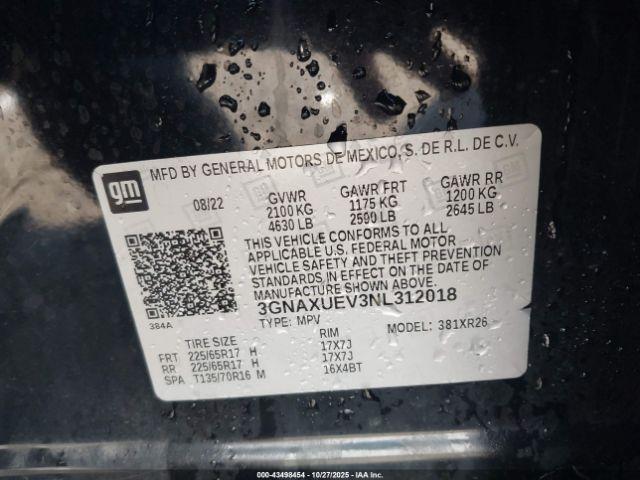 MFD BY GENERAL MOTORS DE MEXICO, S. DE R.L. DE C.V.
gm
08/22
GVWR
2100 KG
4630 LB
GAWR FRT
1175 KG
2590 LB
GAWR RR
1200 KG
2645 LB
THIS VEHICLE CONFORMS TO ALL
APPLICABLE U.S. FEDERAL MOTOR
VEHICLE SAFETY AND THEFT PREVENTION
STANDARDS IN EFFECT ON THE DATE OF
MANUFACTURE SHOWN ABOVE.
384A
3GNAXUEV3NL312018
TYPE: MPV
MODEL: 381XR26
TIRE SIZE RIM
FRT 225/65R17 H 17X7J
RR 225/65R17 H 17X7J
SPA T135/70R16 M 16X4BT
000-43498454 - 10/27/2025 - IAA Inc.